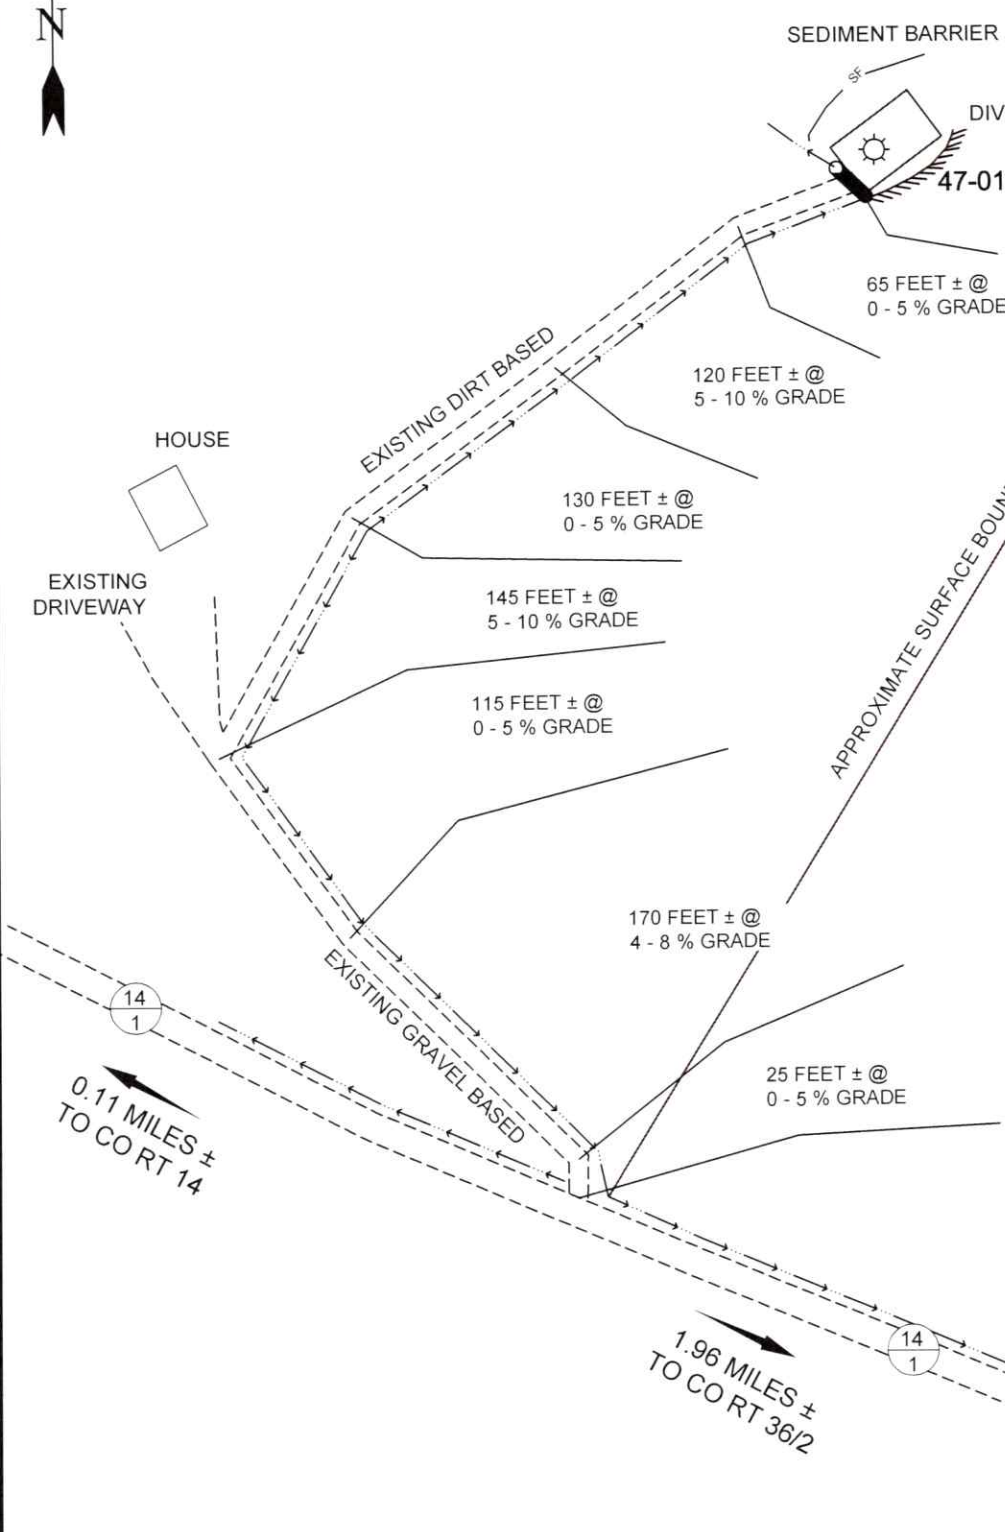 N
SEDIMENT BARRIER
SF
DIV
47-01
65 FEET ± @
0 - 5 % GRADE
120 FEET ± @
5 - 10 % GRADE
EXISTING DIRT BASED
HOUSE
130 FEET ± @
0 - 5 % GRADE
EXISTING
DRIVEWAY
145 FEET ± @
5 - 10 % GRADE
APPROXIMATE SURFACE BOUN
115 FEET ± @
0 - 5 % GRADE
170 FEET ± @
4 - 8 % GRADE
EXISTING GRAVEL BASED
14
1
0.11 MILES ±
TO CO RT 14
25 FEET ± @
0 - 5 % GRADE
14
1
1.96 MILES ±
TO CO RT 36/2